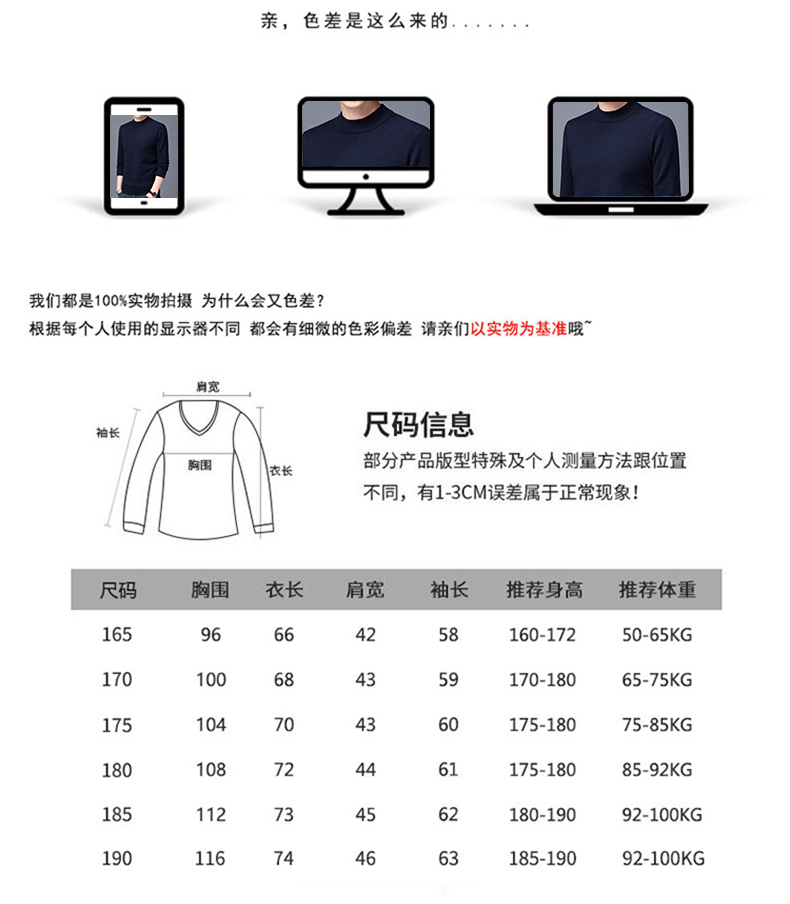 亲，色差是这么来的.......
我们都是100%实物拍摄 为什么会又色差？
根据每个人使用的显示器不同 都会有细微的色彩偏差 请亲们以实物为基准哦~
肩宽
袖长
胸围
衣长
尺码信息
部分产品版型特殊及个人测量方法跟位置
不同，有1-3CM误差属于正常现象！
尺码 胸围 衣长 肩宽 袖长 推荐身高 推荐体重
165 96 66 42 58 160-172 50-65KG
170 100 68 43 59 170-180 65-75KG
175 104 70 43 60 175-180 75-85KG
180 108 72 44 61 175-180 85-92KG
185 112 73 45 62 180-190 92-100KG
190 116 74 46 63 185-190 92-100KG